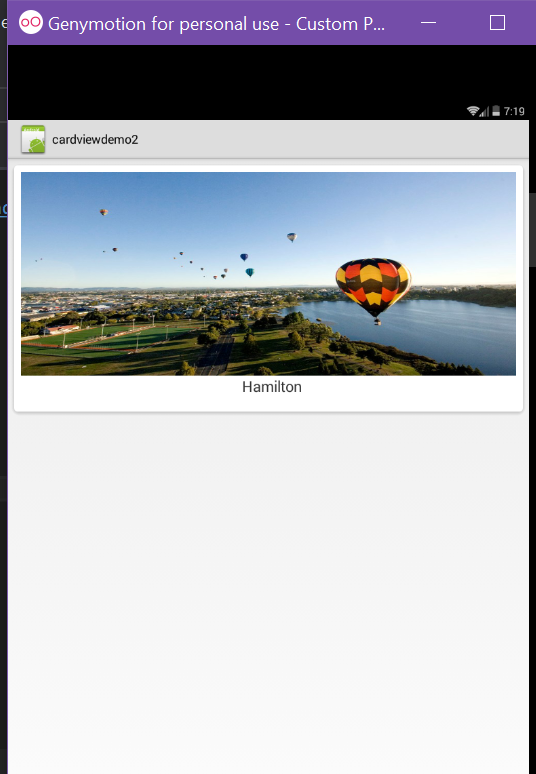 Genymotion for personal use - Custom P...
7:19
cardviewdemo2
Hamilton